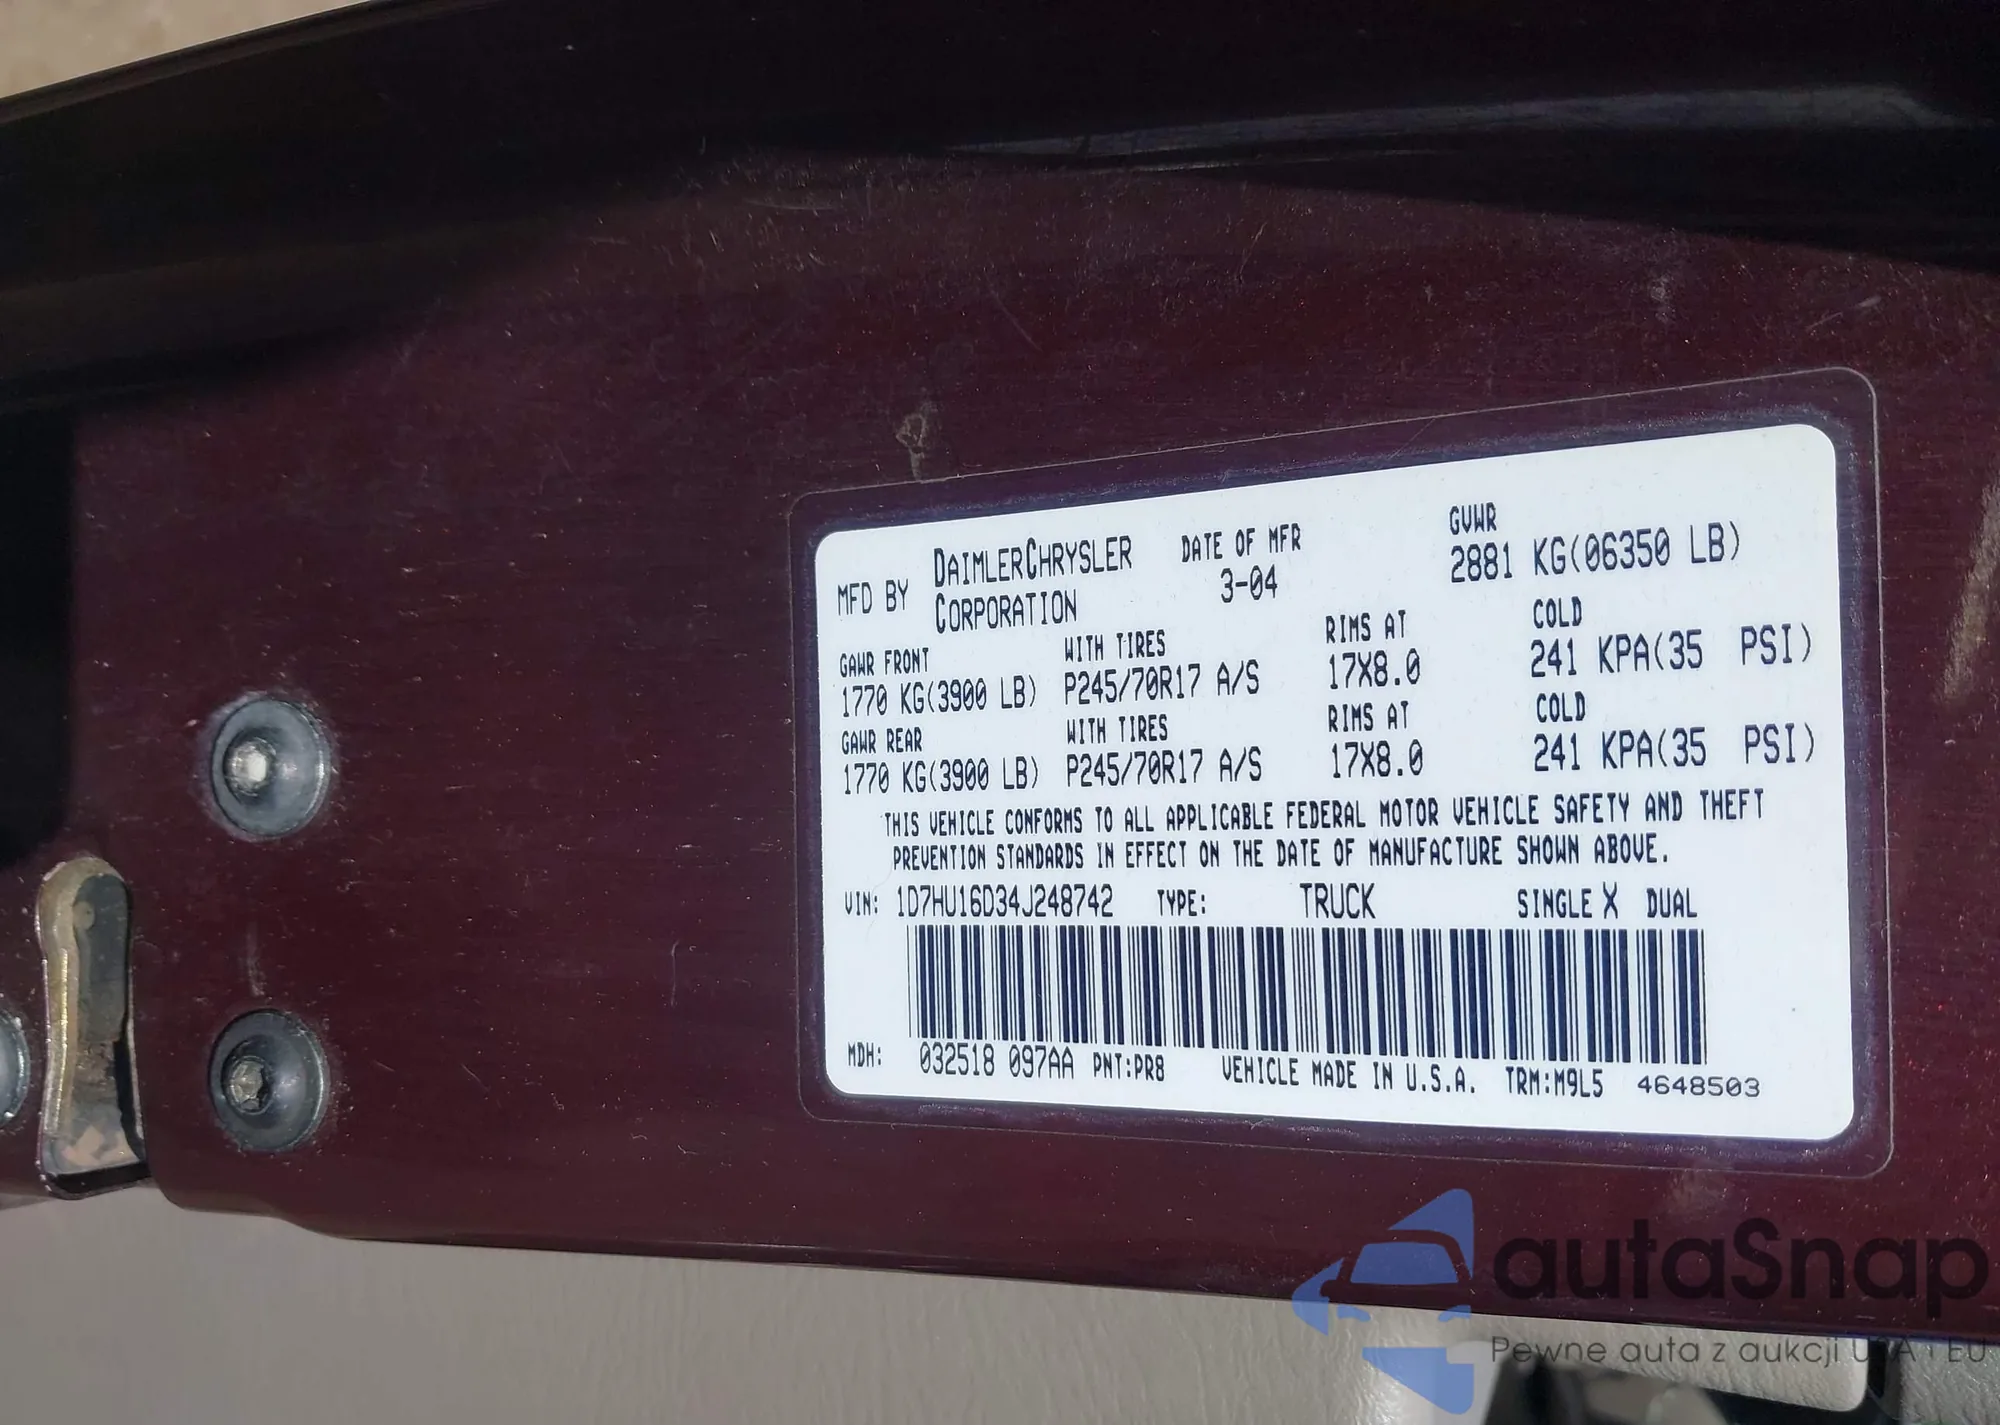 MFD BY DAIMLERCHRYSLER CORPORATION DATE OF MFR 3-04 GVWR 2881 KG(06350 LB)
GAWR FRONT WITH TIRES RIMS AT COLD
1770 KG(3900 LB) P245/70R17 A/S 17X8.0 241 KPA(35 PSI)
GAWR REAR WITH TIRES RIMS AT COLD
1770 KG(3900 LB) P245/70R17 A/S 17X8.0 241 KPA(35 PSI)
THIS VEHICLE CONFORMS TO ALL APPLICABLE FEDERAL MOTOR VEHICLE SAFETY AND THEFT
PREVENTION STANDARDS IN EFFECT ON THE DATE OF MANUFACTURE SHOWN ABOVE.
VIN: 1D7HU16D34J248742 TYPE: TRUCK SINGLE X DUAL
MDH: 032518 097AA PNT:PR8 VEHICLE MADE IN U.S.A. TRM:M9L5 4648503
autaSnap
Pewne auta z aukcji USA i EU